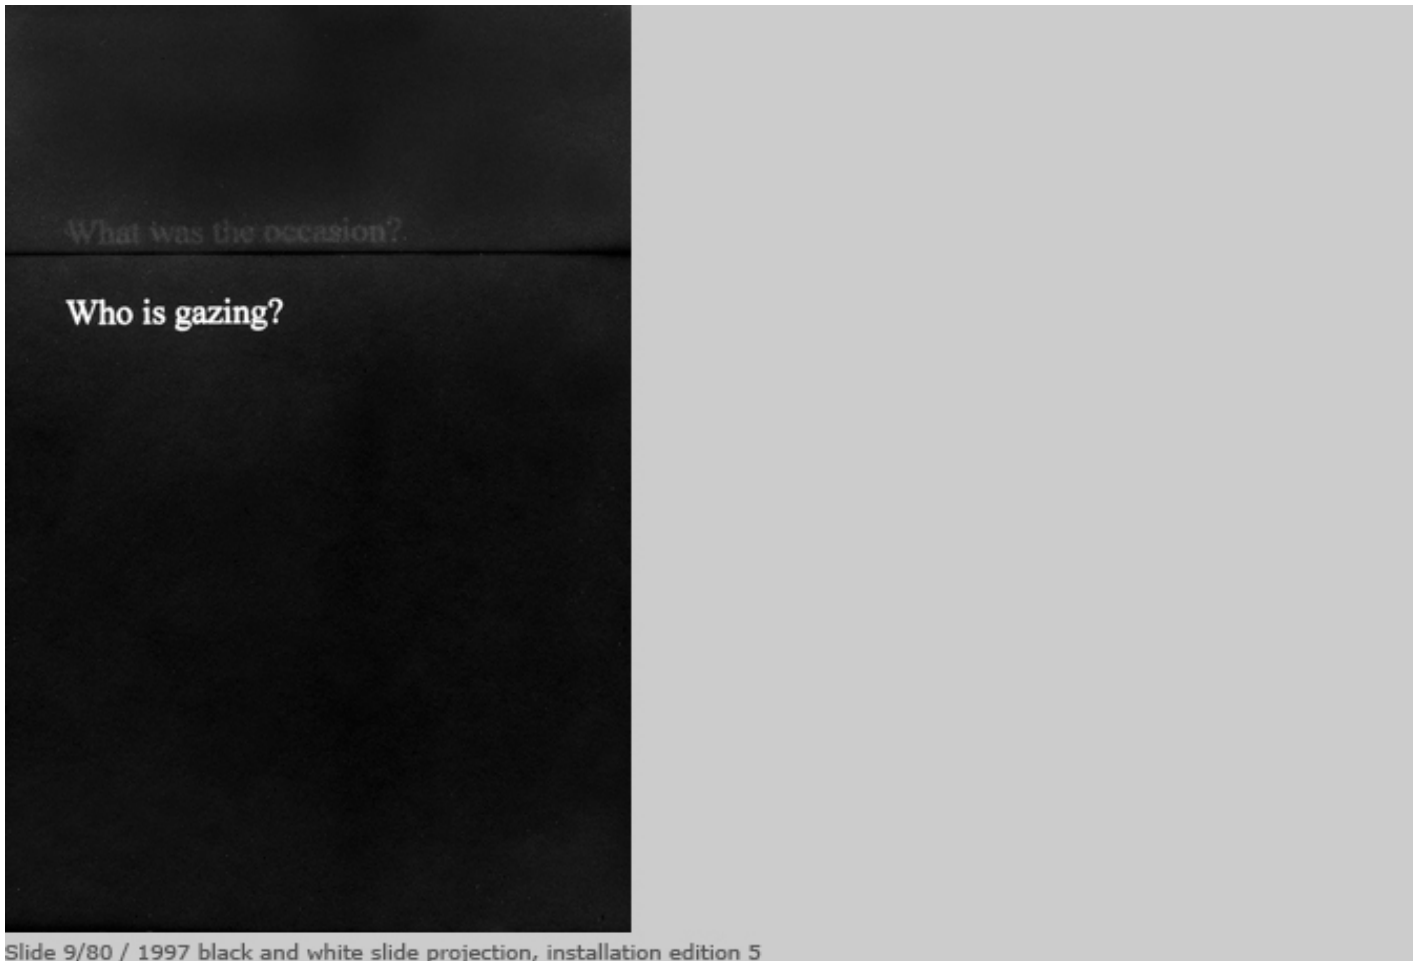 What was the occasion?
Who is gazing?
Slide 9/80 / 1997 black and white slide projection, installation edition 5